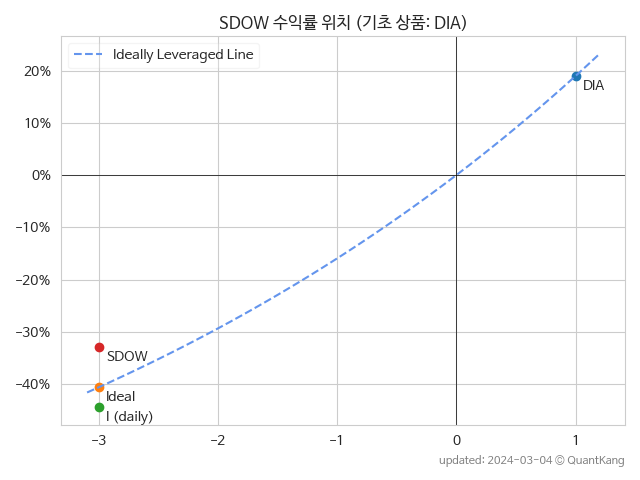 SDOW 수익률 위치 (기초 상품: DIA)
Ideally Leveraged Line
20%
10%
0%
−10%
−20%
−30%
−40%
DIA
SDOW
Ideal
I (daily)
−3
−2
−1
0
1
updated: 2024-03-04 © QuantKang